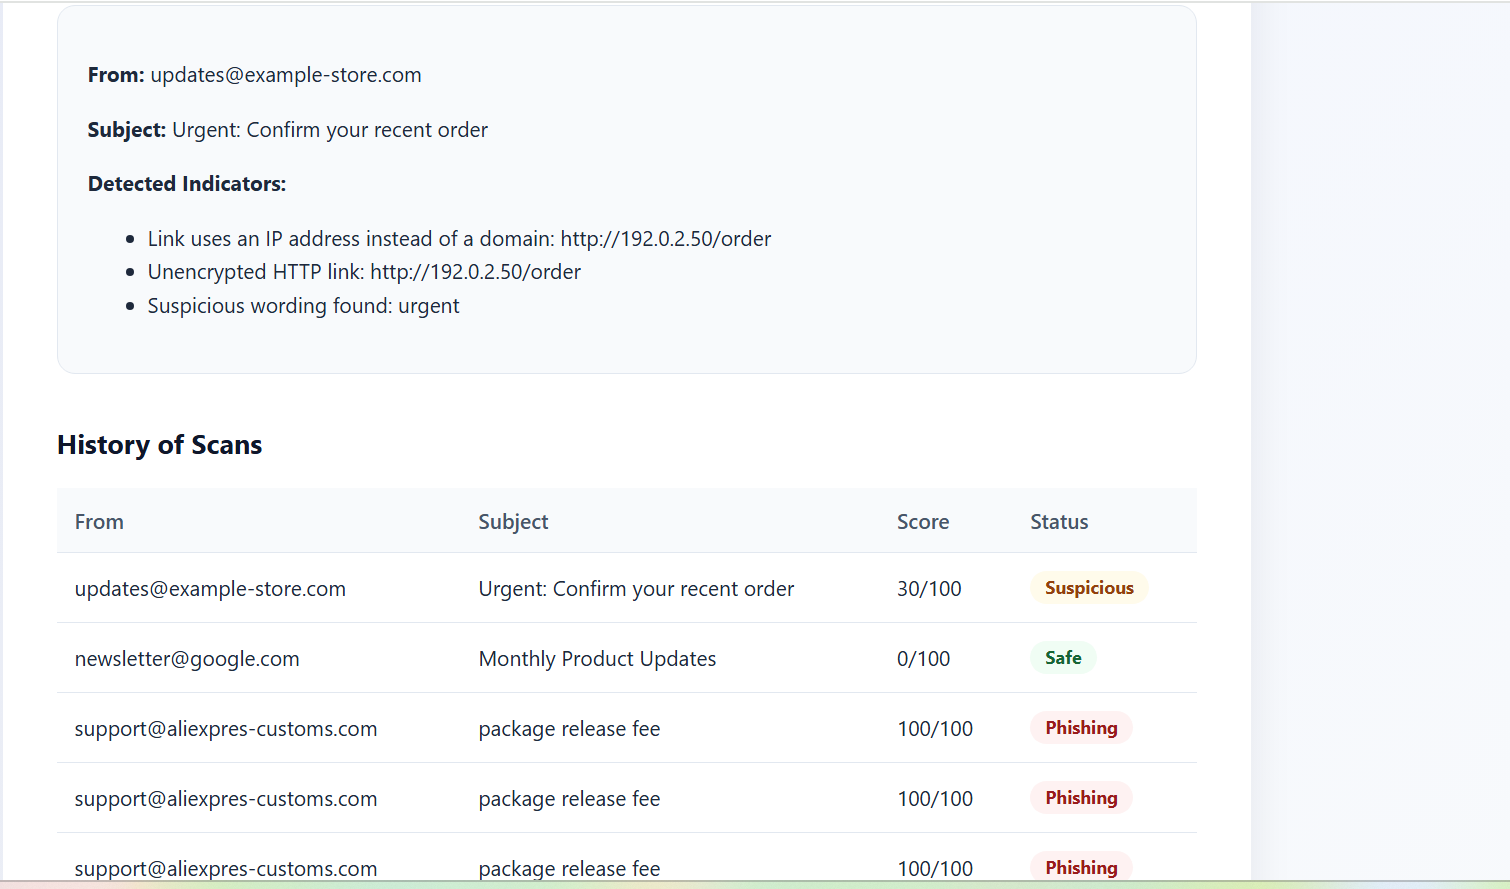 From: updates@example-store.com
Subject: Urgent: Confirm your recent order
Detected Indicators:
• Link uses an IP address instead of a domain: http://192.0.2.50/order
• Unencrypted HTTP link: http://192.0.2.50/order
• Suspicious wording found: urgent
History of Scans
From Subject Score Status
updates@example-store.com Urgent: Confirm your recent order 30/100 Suspicious
newsletter@google.com Monthly Product Updates 0/100 Safe
support@aliexpres-customs.com package release fee 100/100 Phishing
support@aliexpres-customs.com package release fee 100/100 Phishing
support@aliexpres-customs.com package release fee 100/100 Phishing